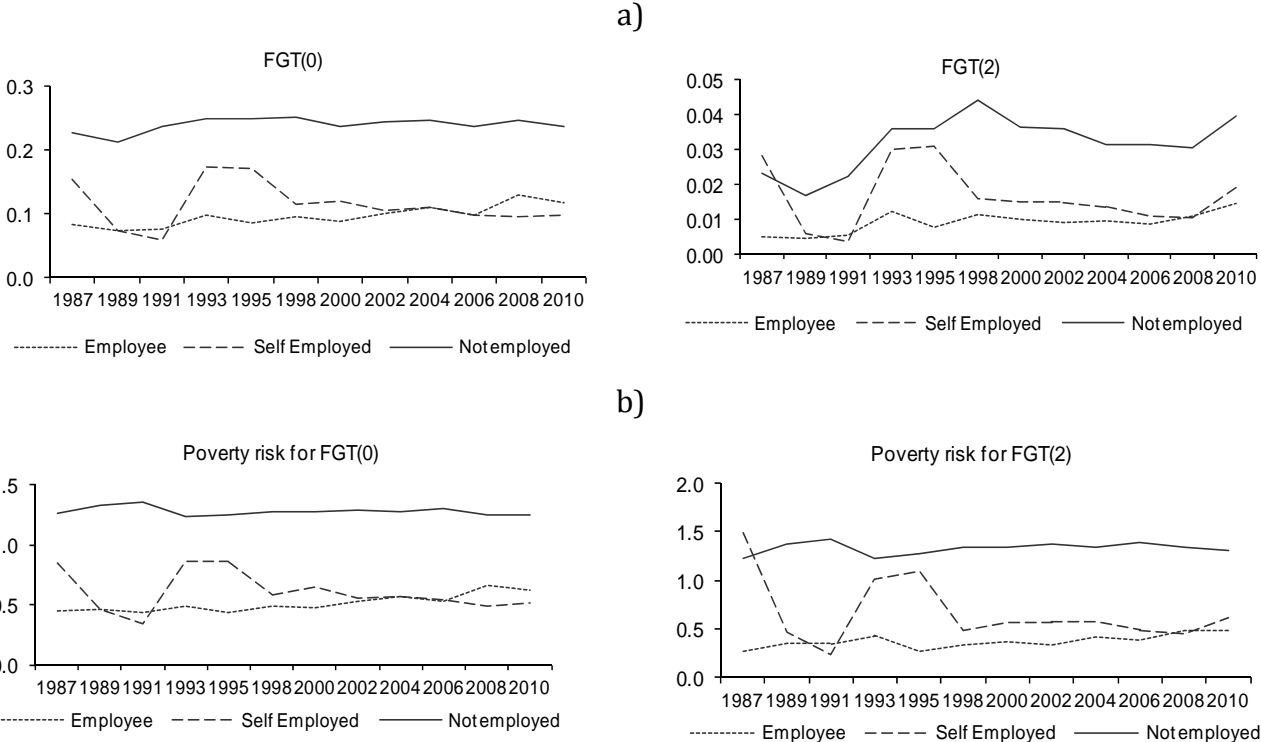 a)
FGT(0)
0.3
0.2
0.1
0.0
1987 1989 1991 1993 1995 1998 2000 2002 2004 2006 2008 2010
Employee Self Employed Not employed
FGT(2)
0.05
0.04
0.03
0.02
0.01
0.00
1987 1989 1991 1993 1995 1998 2000 2002 2004 2006 2008 2010
Employee Self Employed Not employed
b)
Poverty risk for FGT(0)
.5
.0
.5
.0
1987 1989 1991 1993 1995 1998 2000 2002 2004 2006 2008 2010
Employee Self Employed Not employed
Poverty risk for FGT(2)
2.0
1.5
1.0
0.5
0.0
1987 1989 1991 1993 1995 1998 2000 2002 2004 2006 2008 2010
Employee Self Employed Not employed